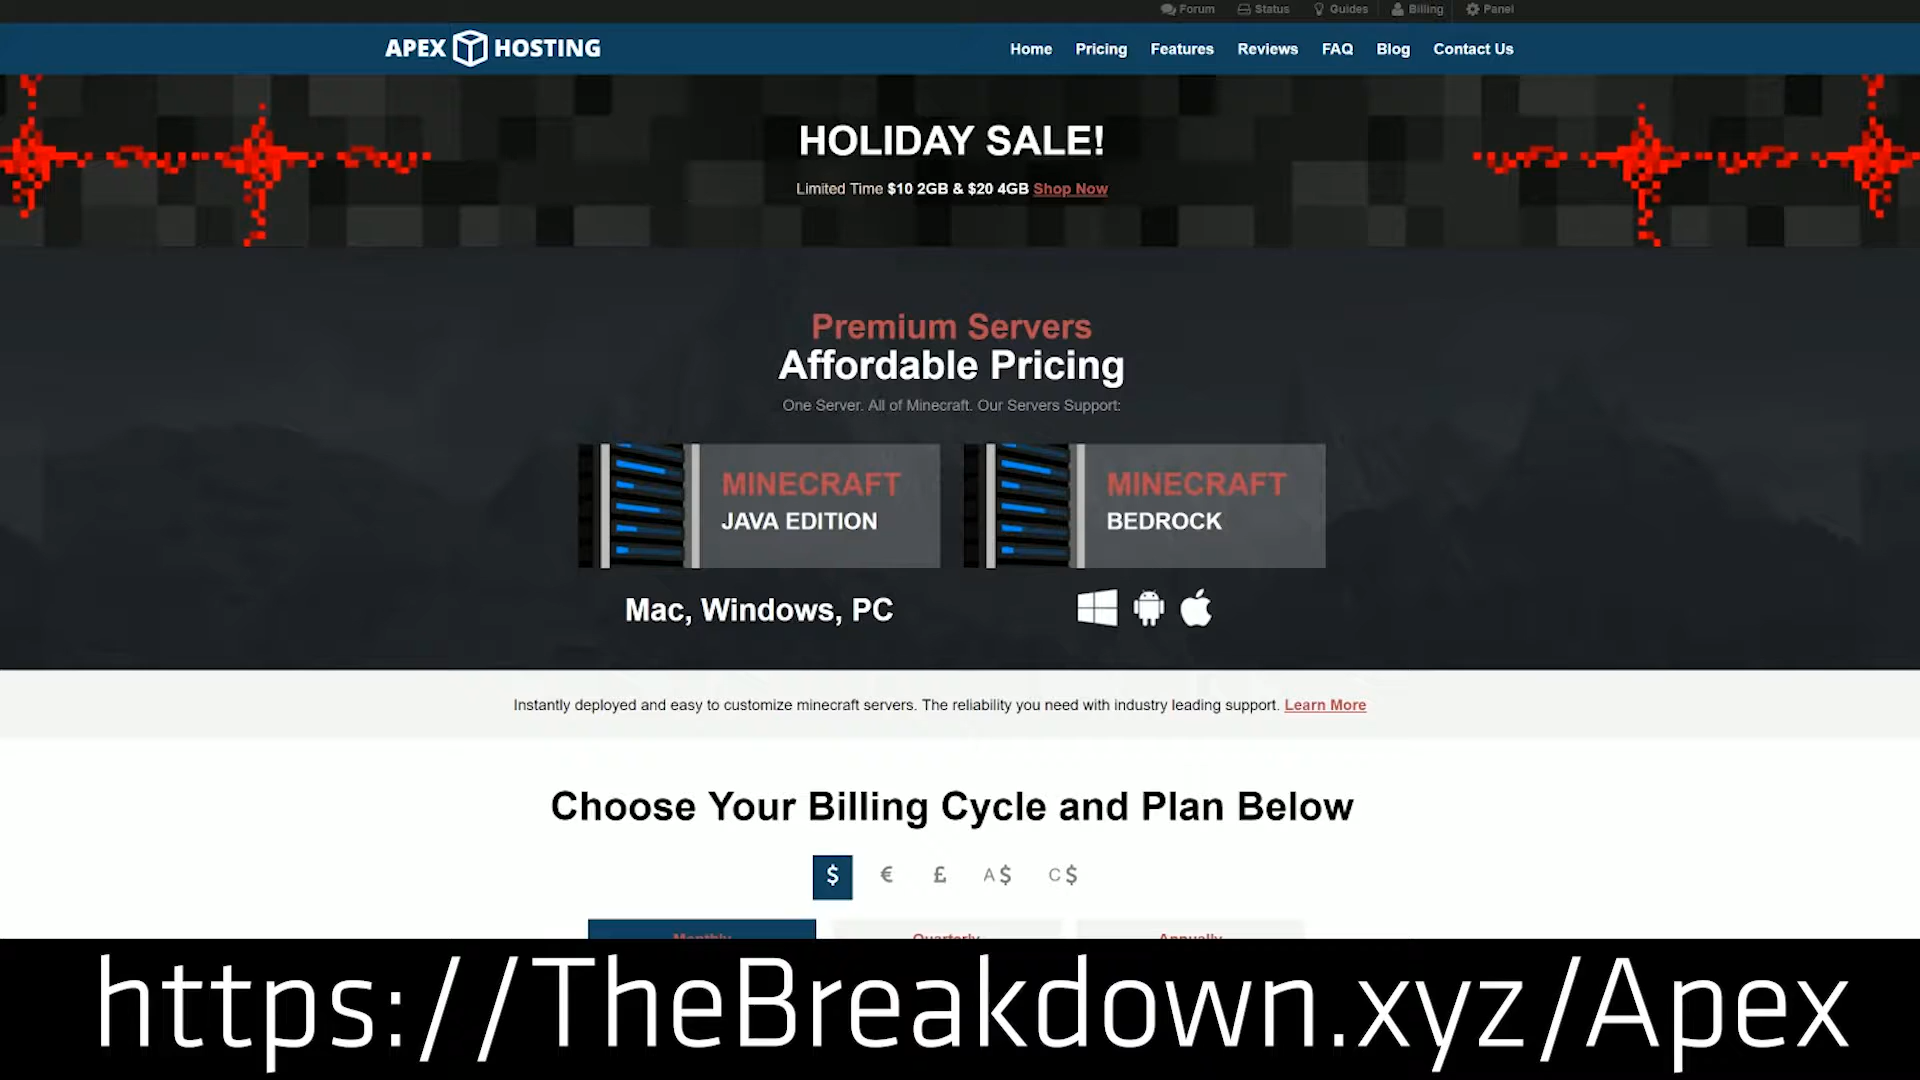 Forum Status Guides Billing Panel
APEX HOSTING
Home Pricing Features Reviews FAQ Blog Contact Us
HOLIDAY SALE!
Limited Time $10 2GB & $20 4GB Shop Now
Premium Servers
Affordable Pricing
One Server. All of Minecraft. Our Servers Support:
MINECRAFT
JAVA EDITION
MINECRAFT
BEDROCK
Mac, Windows, PC
Instantly deployed and easy to customize minecraft servers. The reliability you need with industry leading support. Learn More
Choose Your Billing Cycle and Plan Below
$ € £ A$ C$
Monthly Quarterly Annually
https://TheBreakdown.xyz/Apex